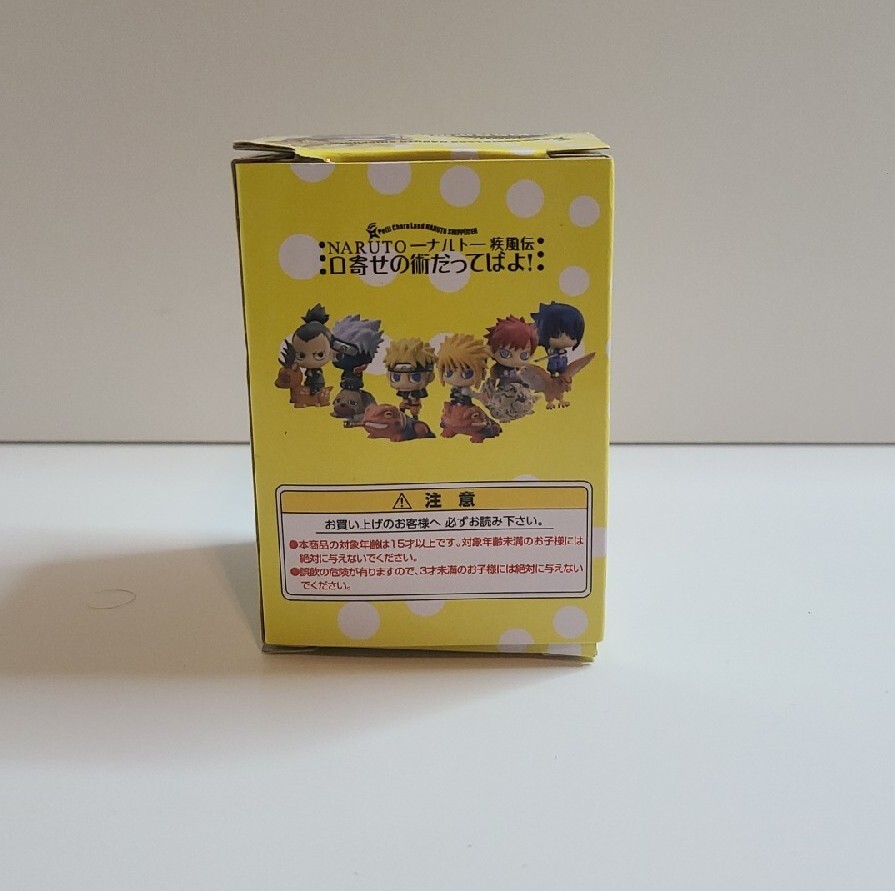 Petit Chara Land NARUTO SHIPPUDEN
NARUTO ーナルトー 疾風伝
口寄せの術だってばよ!
注 意
お買い上げのお客様へ 必ずお読み下さい。
●本商品の対象年齢は15才以上です。対象年齢未満のお子様には
絶対に与えないでください。
●誤飲の危険が有りますので、3才未満のお子様には絶対に与えない
でください。